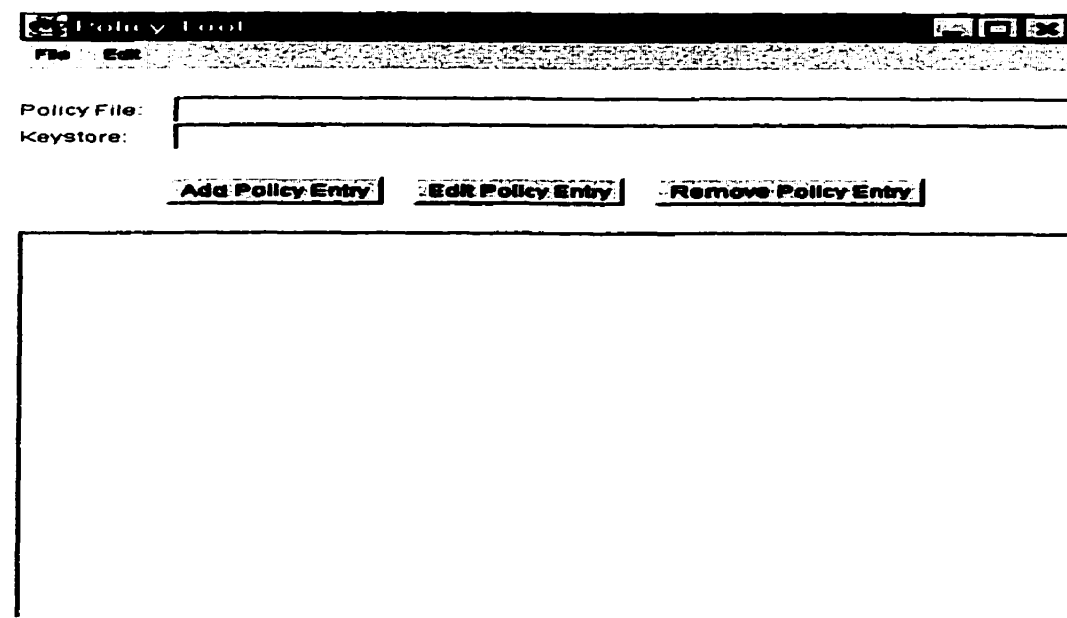 Policy Tool
File Edit
Policy File:
Keystore:
Add Policy Entry Edit Policy Entry Remove Policy Entry